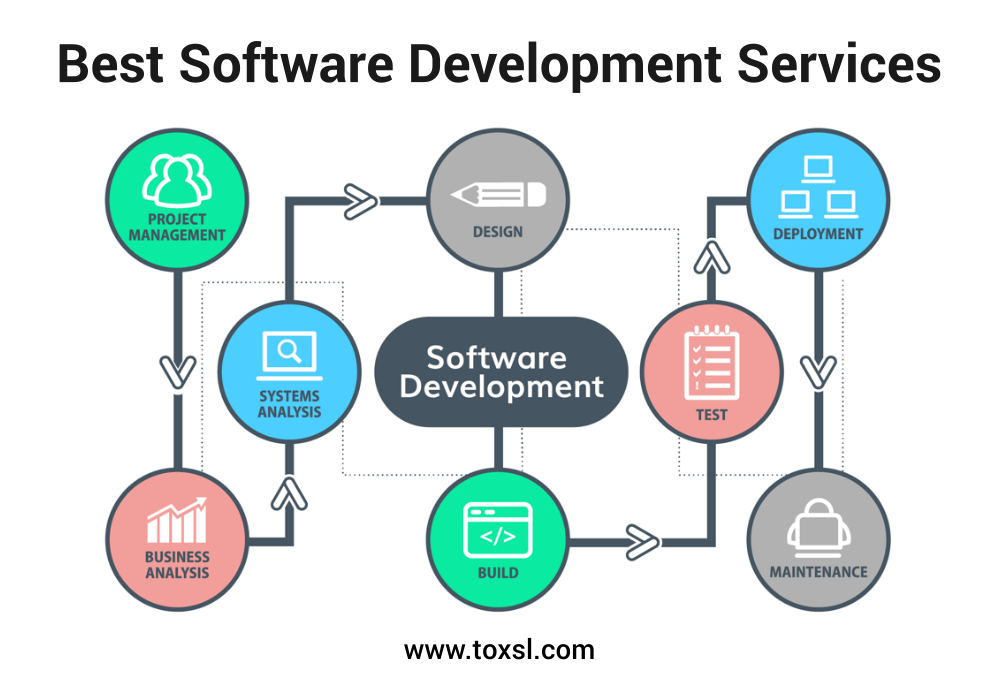 Best Software Development Services
PROJECT
MANAGEMENT
BUSINESS
ANALYSIS
SYSTEMS
ANALYSIS
DESIGN
Software
Development
</>
BUILD
TEST
DEPLOYMENT
MAINTENANCE
www.toxsl.com